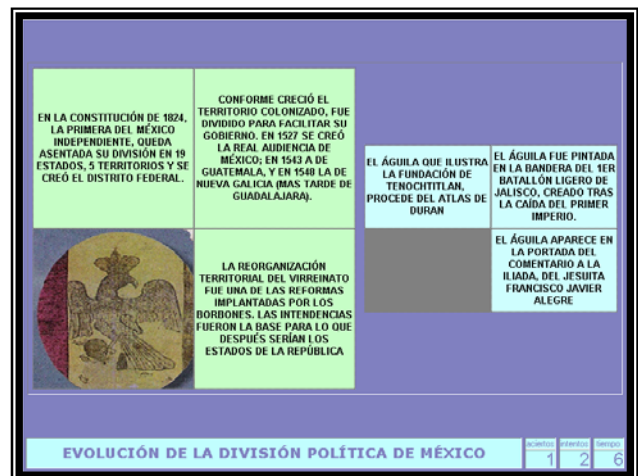 EN LA CONSTITUCIÓN DE 1824,
LA PRIMERA DEL MÉXICO
INDEPENDIENTE, QUEDA
ASENTADA SU DIVISIÓN EN 19
ESTADOS, 5 TERRITORIOS Y SE
CREÓ EL DISTRITO FEDERAL.
CONFORME CRECIÓ EL
TERRITORIO COLONIZADO, FUE
DIVIDIDO PARA FACILITAR SU
GOBIERNO. EN 1527 SE CREÓ
LA REAL AUDIENCIA DE
MÉXICO; EN 1543 A DE
GUATEMALA, Y EN 1548 LA DE
NUEVA GALICIA (MAS TARDE DE
GUADALAJARA).
LA REORGANIZACIÓN
TERRITORIAL DEL VIRREINATO
FUE UNA DE LAS REFORMAS
IMPLANTADAS POR LOS
BORBONES. LAS INTENDENCIAS
FUERON LA BASE PARA LO QUE
DESPUÉS SERÍAN LOS
ESTADOS DE LA REPÚBLICA
EL ÁGUILA QUE ILUSTRA
LA FUNDACIÓN DE
TENOCHTITLAN,
PROCEDE DEL ATLAS DE
DURAN
EL ÁGUILA FUE PINTADA
EN LA BANDERA DEL 1ER
BATALLÓN LIGERO DE
JALISCO, CREADO TRAS
LA CAÍDA DEL PRIMER
IMPERIO.
EL ÁGUILA APARECE EN
LA PORTADA DEL
COMENTARIO A LA
ILIADA, DEL JESUITA
FRANCISCO JAVIER
ALEGRE
EVOLUCIÓN DE LA DIVISIÓN POLÍTICA DE MÉXICO
aciertos intentos tiempo
1 2 6